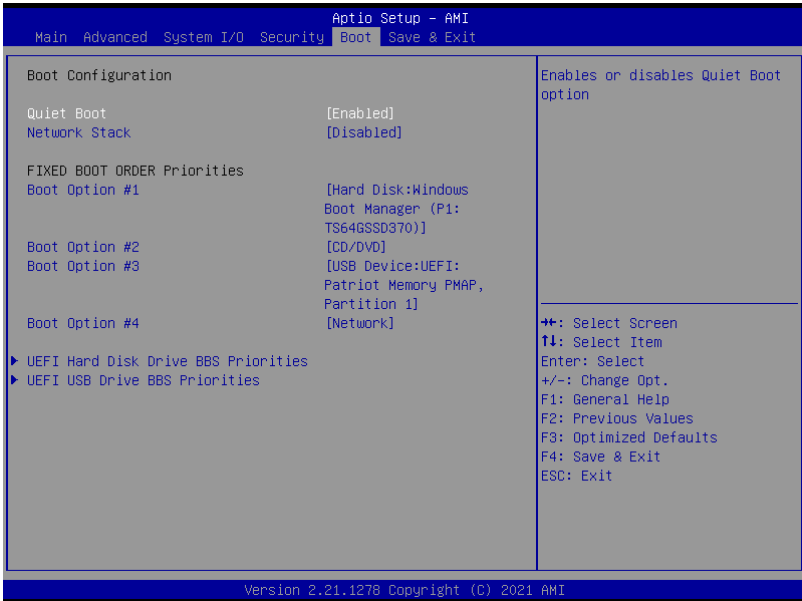 Aptio Setup – AMI
Main Advanced System I/O Security Boot Save & Exit
Boot Configuration
Quiet Boot [Enabled]
Network Stack [Disabled]
FIXED BOOT ORDER Priorities
Boot Option #1 [Hard Disk:Windows
Boot Manager (P1:
TS64GSSD370)]
Boot Option #2 [CD/DVD]
Boot Option #3 [USB Device:UEFI:
Patriot Memory PMAP,
Partition 1]
Boot Option #4 [Network]
UEFI Hard Disk Drive BBS Priorities
UEFI USB Drive BBS Priorities
Enables or disables Quiet Boot
option
→←: Select Screen
↑↓: Select Item
Enter: Select
+/-: Change Opt.
F1: General Help
F2: Previous Values
F3: Optimized Defaults
F4: Save & Exit
ESC: Exit
Version 2.21.1278 Copyright (C) 2021 AMI